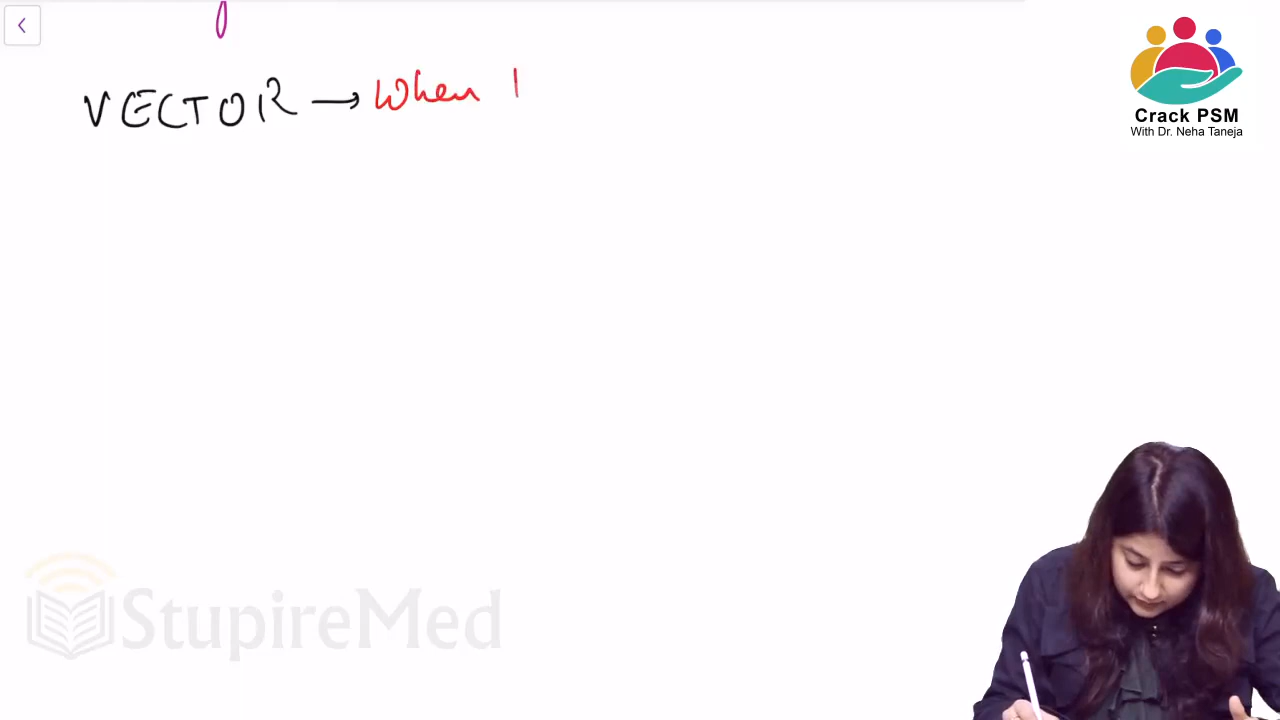 VECTOR → When
Crack PSM
With Dr. Neha Taneja
StupireMed